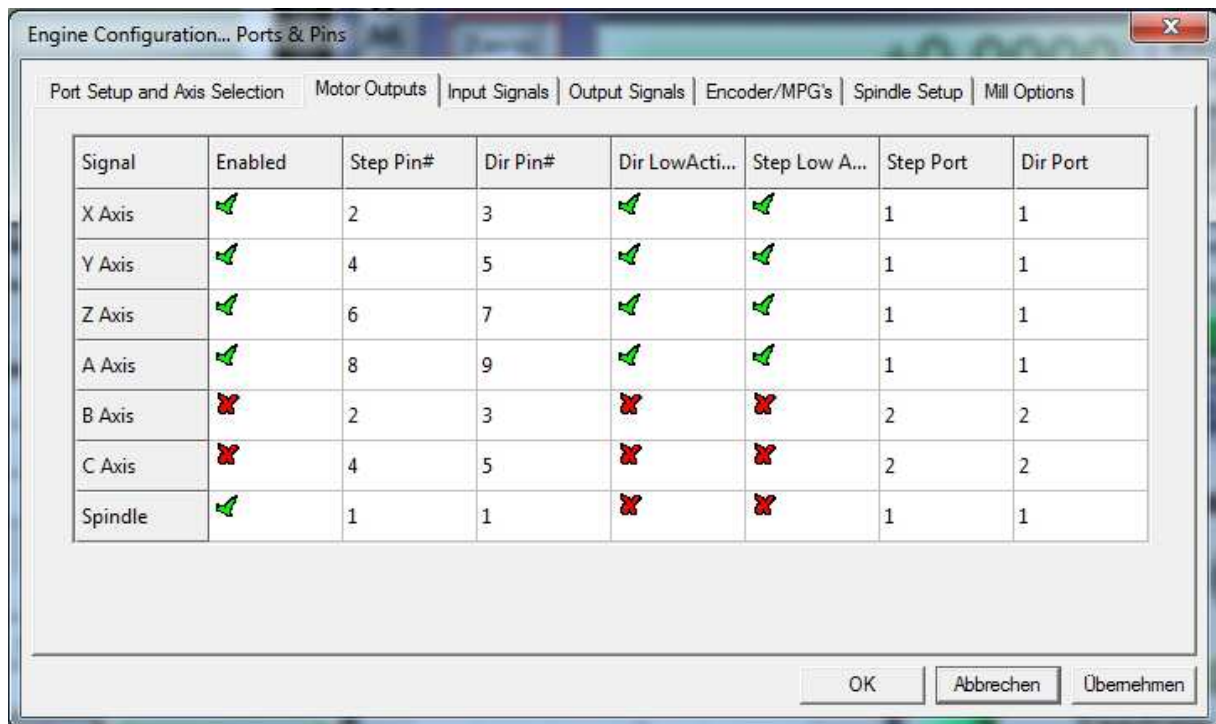 Engine Configuration... Ports & Pins
Port Setup and Axis Selection Motor Outputs Input Signals Output Signals Encoder/MPG's Spindle Setup Mill Options
Signal Enabled Step Pin# Dir Pin# Dir LowActi... Step Low A... Step Port Dir Port
X Axis 2 3 1 1
Y Axis 4 5 1 1
Z Axis 6 7 1 1
A Axis 8 9 1 1
B Axis 2 3 2 2
C Axis 4 5 2 2
Spindle 1 1 1 1
OK Abbrechen Übernehmen